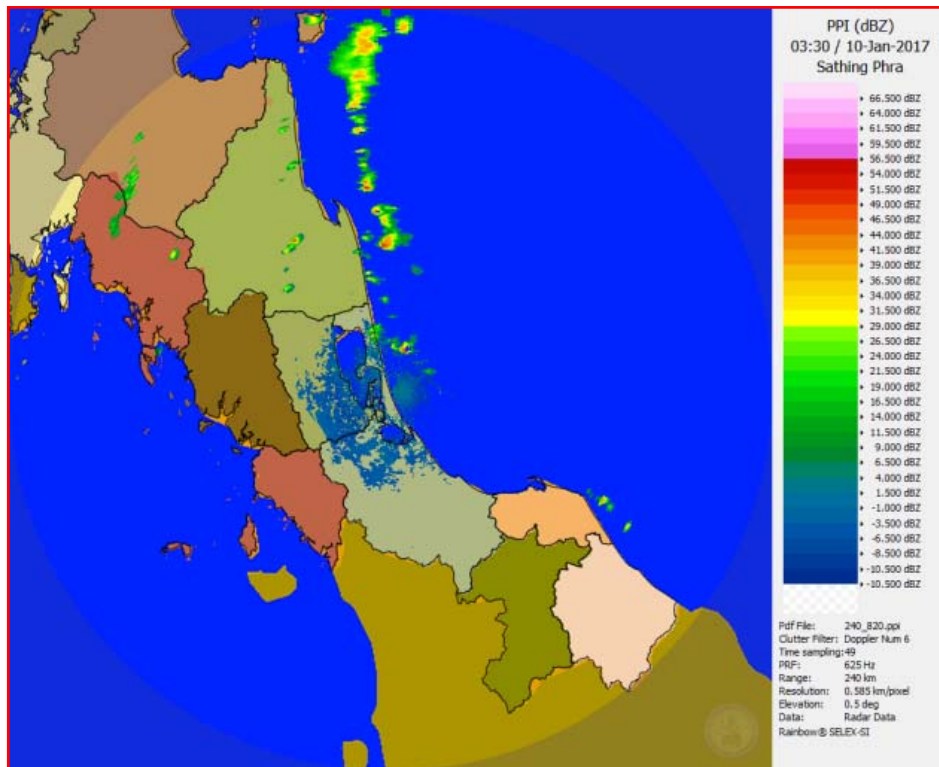 PPI (dBZ)
03:30 / 10-Jan-2017
Sathing Phra
66.500 dBZ
64.000 dBZ
61.500 dBZ
59.500 dBZ
56.500 dBZ
54.000 dBZ
51.500 dBZ
49.000 dBZ
46.500 dBZ
44.000 dBZ
41.500 dBZ
39.000 dBZ
36.500 dBZ
34.000 dBZ
31.500 dBZ
29.000 dBZ
26.500 dBZ
24.000 dBZ
21.500 dBZ
19.000 dBZ
16.500 dBZ
14.000 dBZ
11.500 dBZ
9.000 dBZ
6.500 dBZ
4.000 dBZ
1.500 dBZ
-1.000 dBZ
-3.500 dBZ
-6.500 dBZ
-8.500 dBZ
-10.500 dBZ
-10.500 dBZ
Pdf File: 240_820.ppi
Clutter Filter: Doppler Num 6
Time sampling:49
PRF: 625 Hz
Range: 240 km
Resolution: 0.585 km/pixel
Elevation: 0.5 deg
Data: Radar Data
Rainbow® SELEX-SI